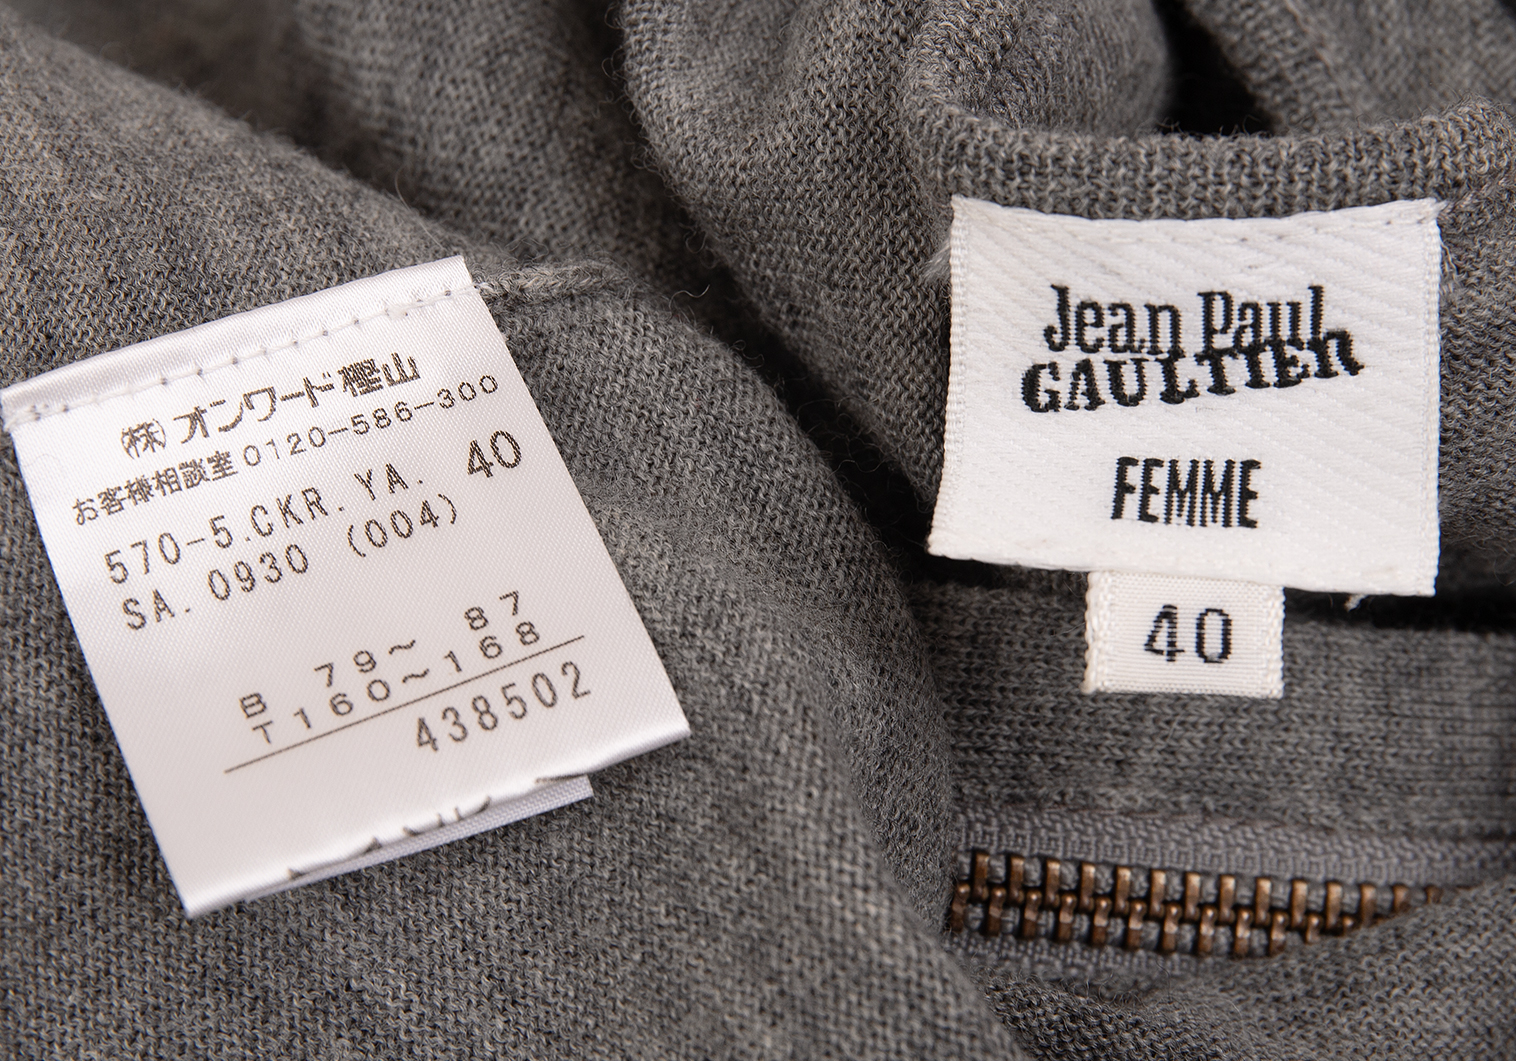 ㈱オンワード樫山
お客様相談室 0120-586-300
570-5.CKR.YA. 40
SA. 0930 (004)
B 79~ 87
T 160~168
438502
Jean Paul
GAULTIER
FEMME
40